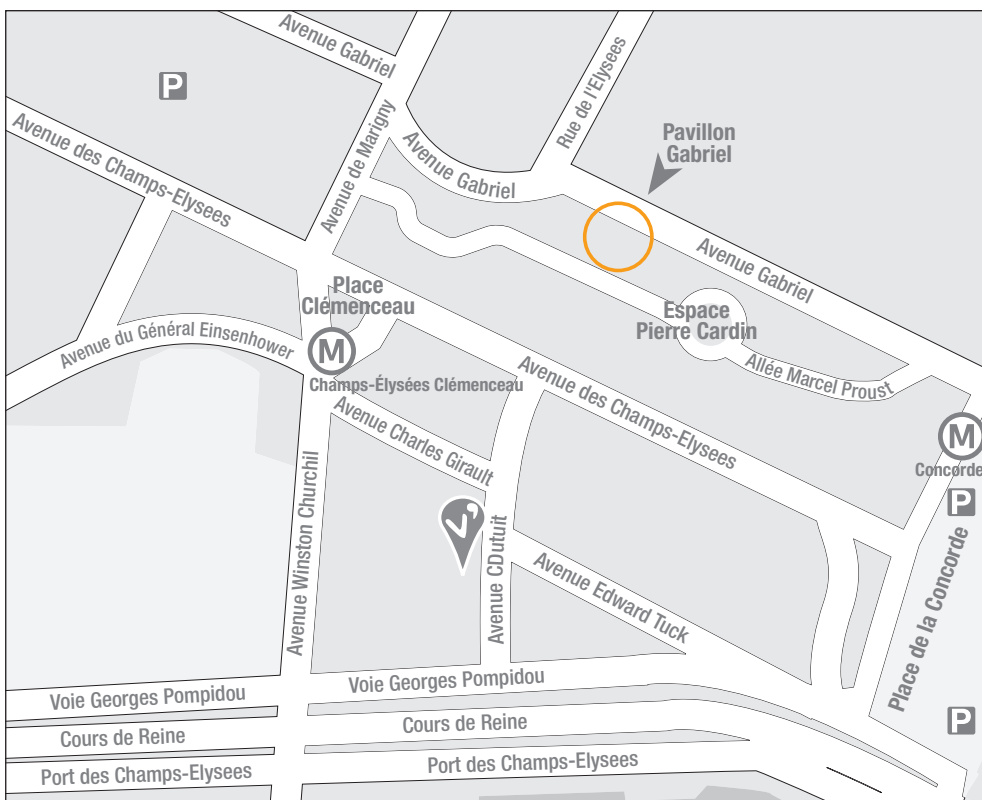 Avenue Gabriel
P
Rue de l'Elysees
Avenue des Champs-Elysees
Avenue de Marigny
Avenue Gabriel
Pavillon
Gabriel
Avenue Gabriel
Place
Clémenceau
Espace
Pierre Cardin
Avenue du Général Einsenhower
M
Champs-Élysées Clémenceau
Allée Marcel Proust
Avenue des Champs-Elysees
Avenue Charles Girault
M
Concorde
P
Avenue Winston Churchil
V,
Avenue CDutuit
Avenue Edward Tuck
Place de la Concorde
Voie Georges Pompidou
Voie Georges Pompidou
P
Cours de Reine
Cours de Reine
Port des Champs-Elysees
Port des Champs-Elysees